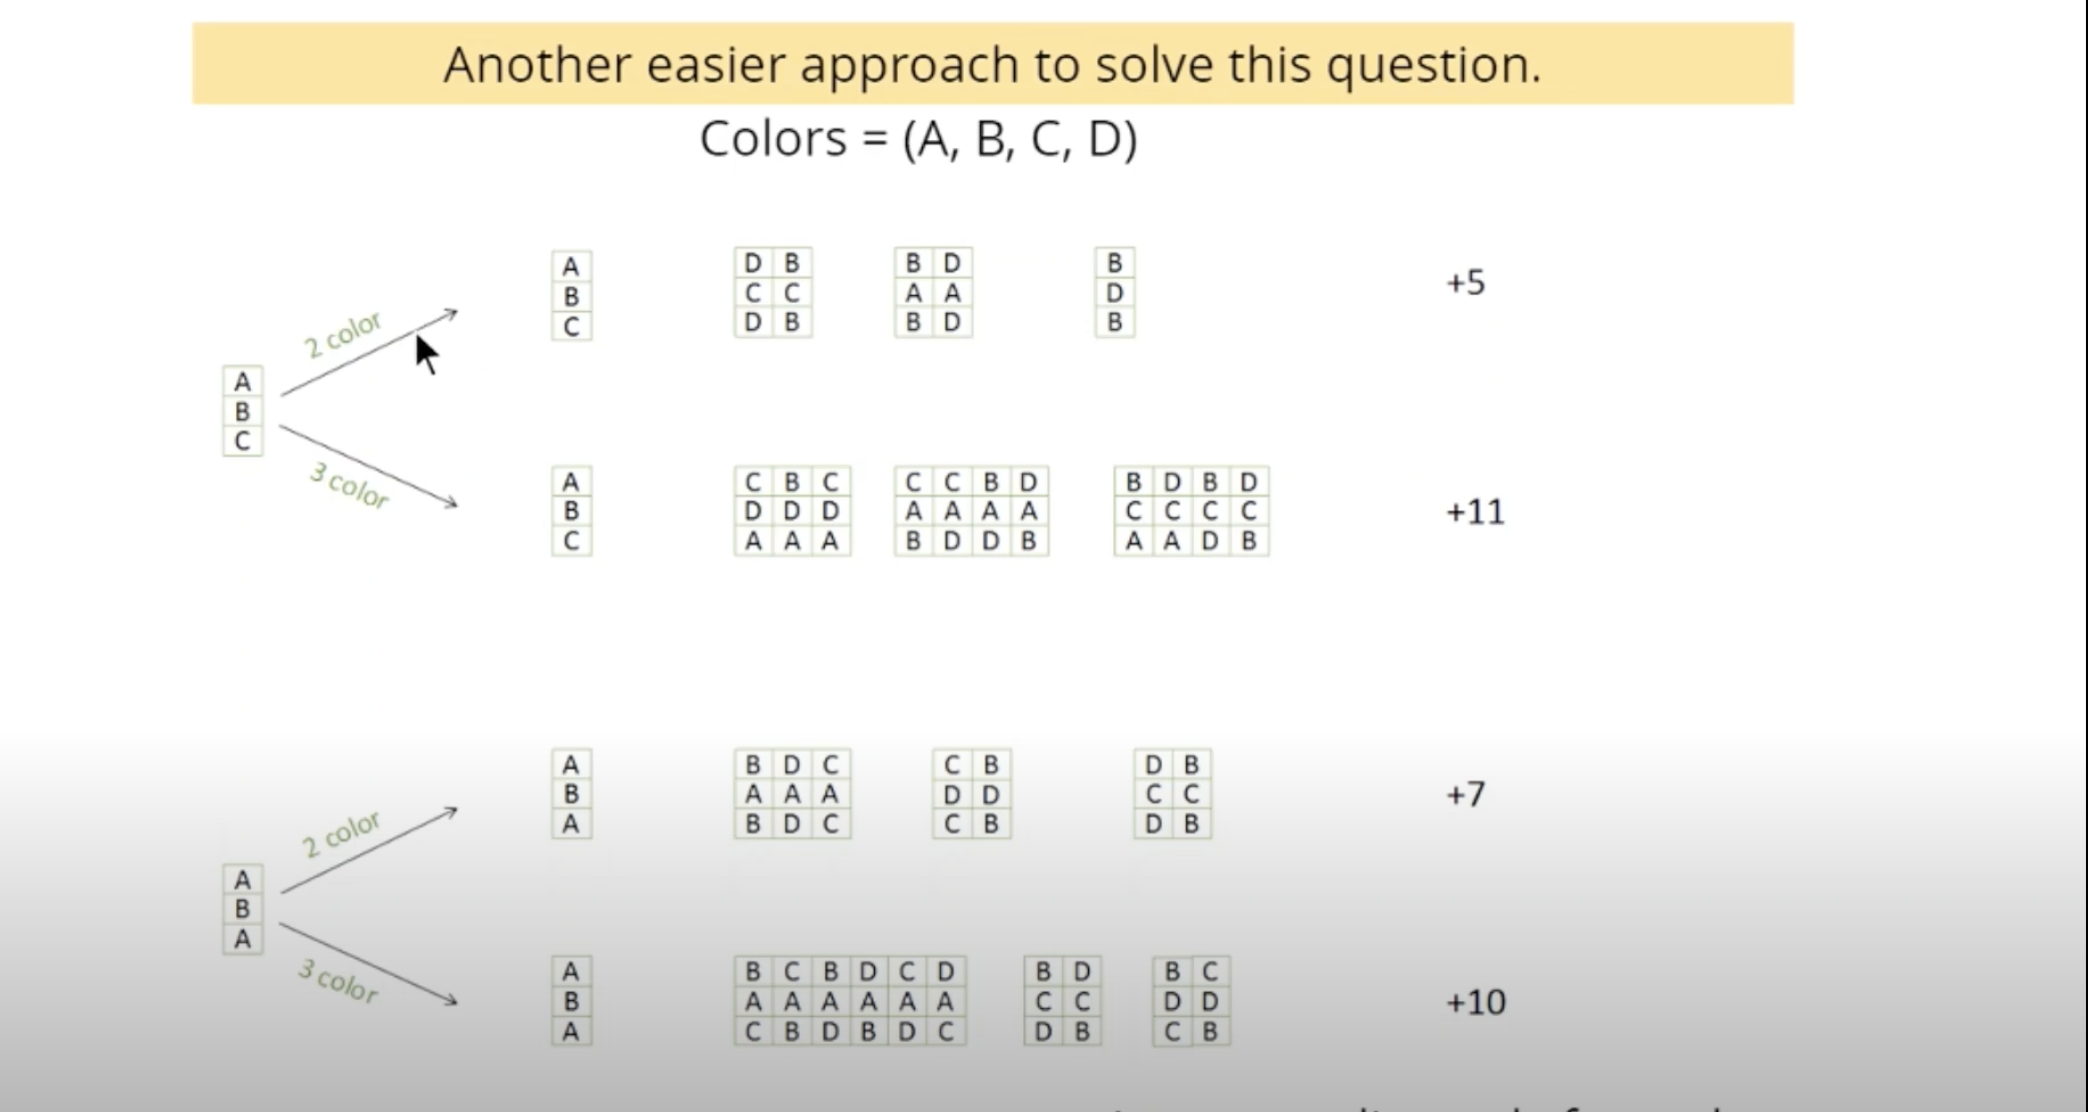 Another easier approach to solve this question.
Colors = (A, B, C, D)
2 color
A D B B D B
B C C A A D +5
C D B B D B
A
B
C
3 color
A C B C C C B D B D B D
B D D D A A A A C C C C +11
C A A A B D D B A A D B
2 color
A B D C C B D B
B A A A D D C C +7
A B D C C B D B
A
B
A
3 color
A B C B D C D B D B C
B A A A A A A C C D D +10
A C B D B D C D B C B